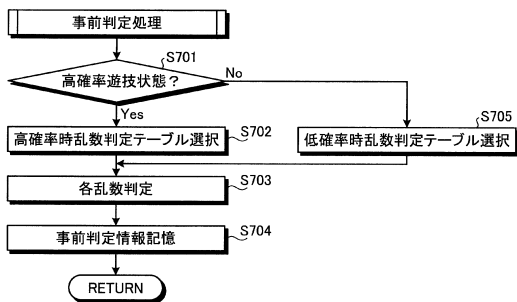 事前判定処理
S701
高確率遊技状態?
No
Yes
S702
高確率時乱数判定テーブル選択
S705
低確率時乱数判定テーブル選択
S703
各乱数判定
S704
事前判定情報記憶
RETURN